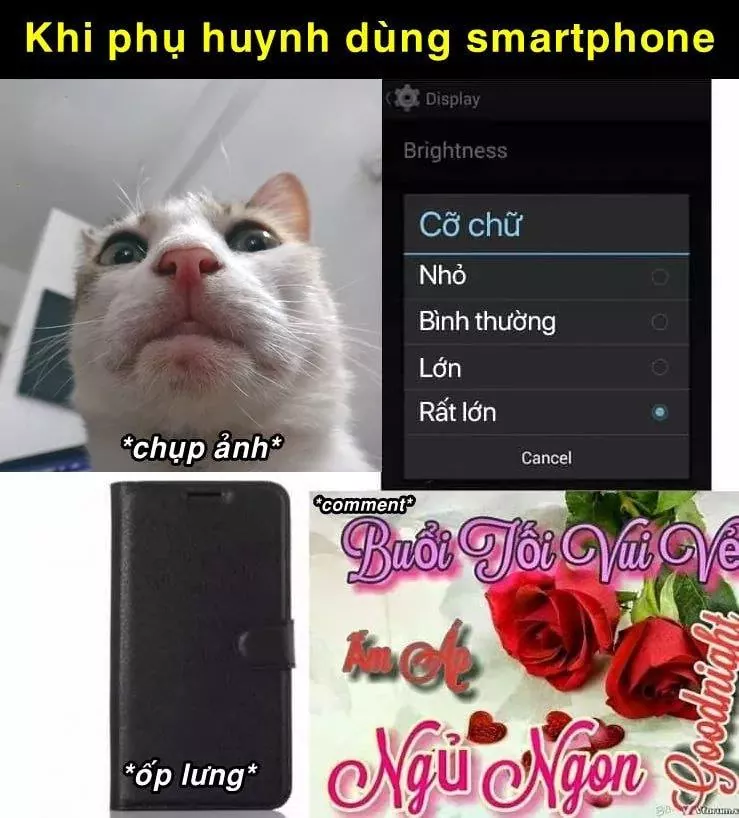 Khi phụ huynh dùng smartphone
Display
Brightness
Cỡ chữ
Nhỏ
Bình thường
Lớn
Rất lớn
Cancel
*chụp ảnh*
*ốp lưng*
*comment*
Buổi Tối Vui Vẻ
Ấm Áp
Goodnight
Ngủ Ngon